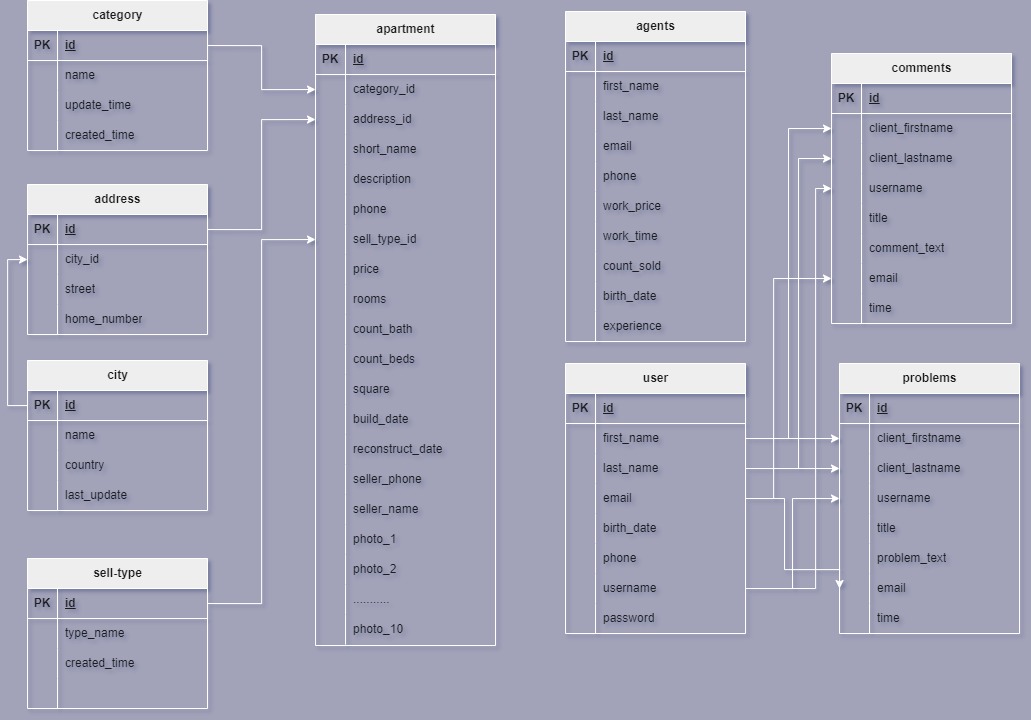 category
PK id
name
update_time
created_time
address
PK id
city_id
street
home_number
city
PK id
name
country
last_update
sell-type
PK id
type_name
created_time
apartment
PK id
category_id
address_id
short_name
description
phone
sell_type_id
price
rooms
count_bath
count_beds
square
build_date
reconstruct_date
seller_phone
seller_name
photo_1
photo_2
...........
photo_10
agents
PK id
first_name
last_name
email
phone
work_price
work_time
count_sold
birth_date
experience
user
PK id
first_name
last_name
email
birth_date
phone
username
password
comments
PK id
client_firstname
client_lastname
username
title
comment_text
email
time
problems
PK id
client_firstname
client_lastname
username
title
problem_text
email
time